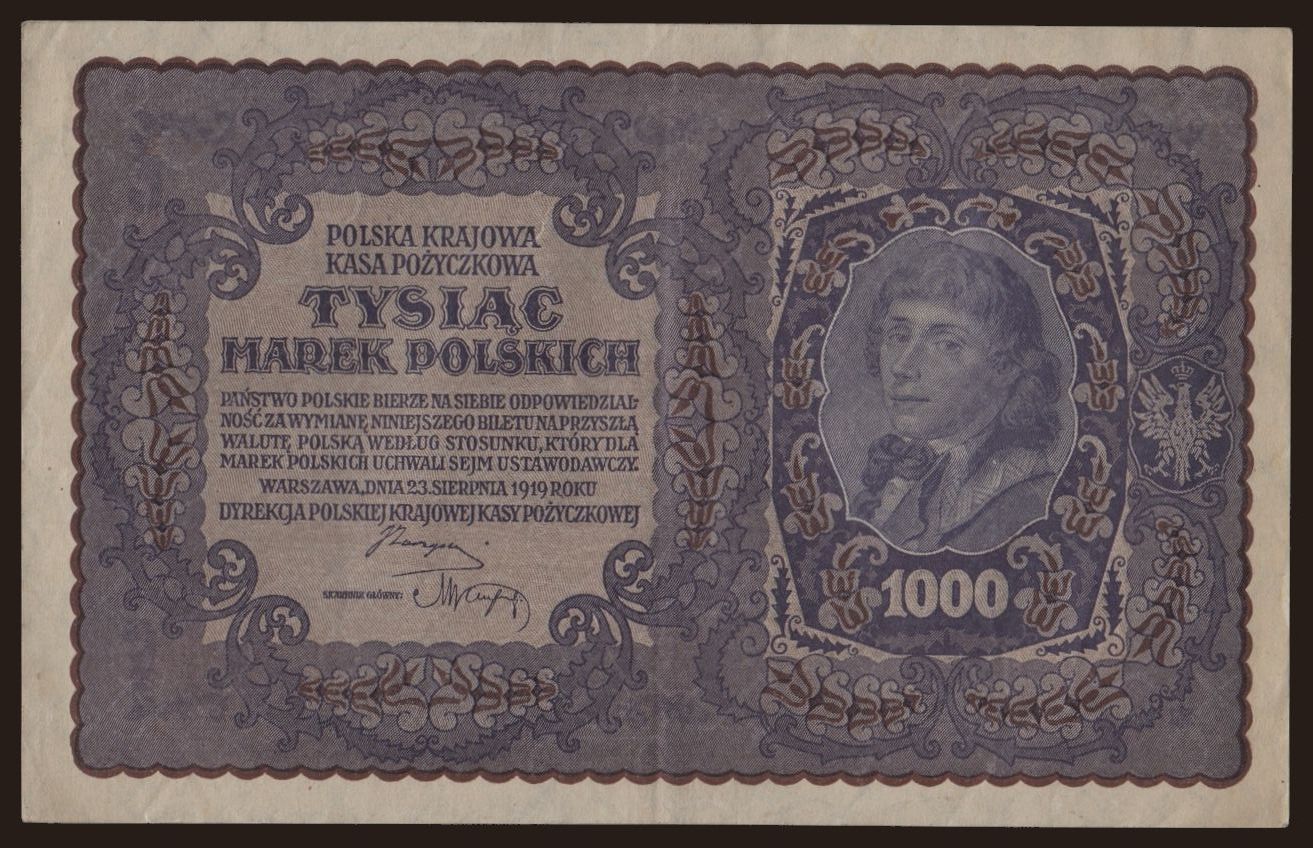 POLSKA KRAJOWA
KASA POŻYCZKOWA
TYSIĄC
MAREK POLSKICH
PAŃSTWO POLSKIE BIERZE NA SIEBIE ODPOWIEDZIAL-
NOŚĆ ZA WYMIANĘ NINIEJSZEGO BILETU NA PRZYSZŁĄ
WALUTĘ POLSKĄ WEDŁUG STOSUNKU, KTÓRY DLA
MAREK POLSKICH UCHWALI SEJM USTAWODAWCZY.
WARSZAWA, DNIA 23. SIERPNIA 1919 ROKU
DYREKCJA POLSKIEJ KRAJOWEJ KASY POŻYCZKOWEJ
SKARBNIK GŁÓWNY:
1000